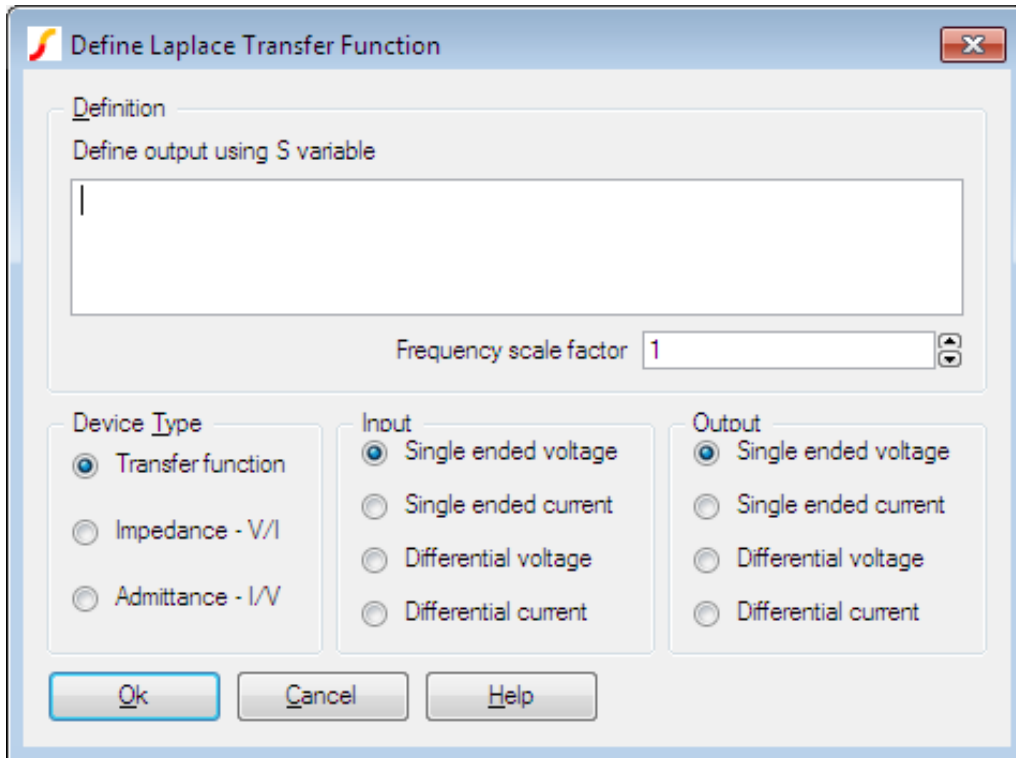 Define Laplace Transfer Function
Definition
Define output using S variable
Frequency scale factor 1
Device Type
Transfer function
Impedance - V/I
Admittance - I/V
Input
Single ended voltage
Single ended current
Differential voltage
Differential current
Output
Single ended voltage
Single ended current
Differential voltage
Differential current
Ok Cancel Help